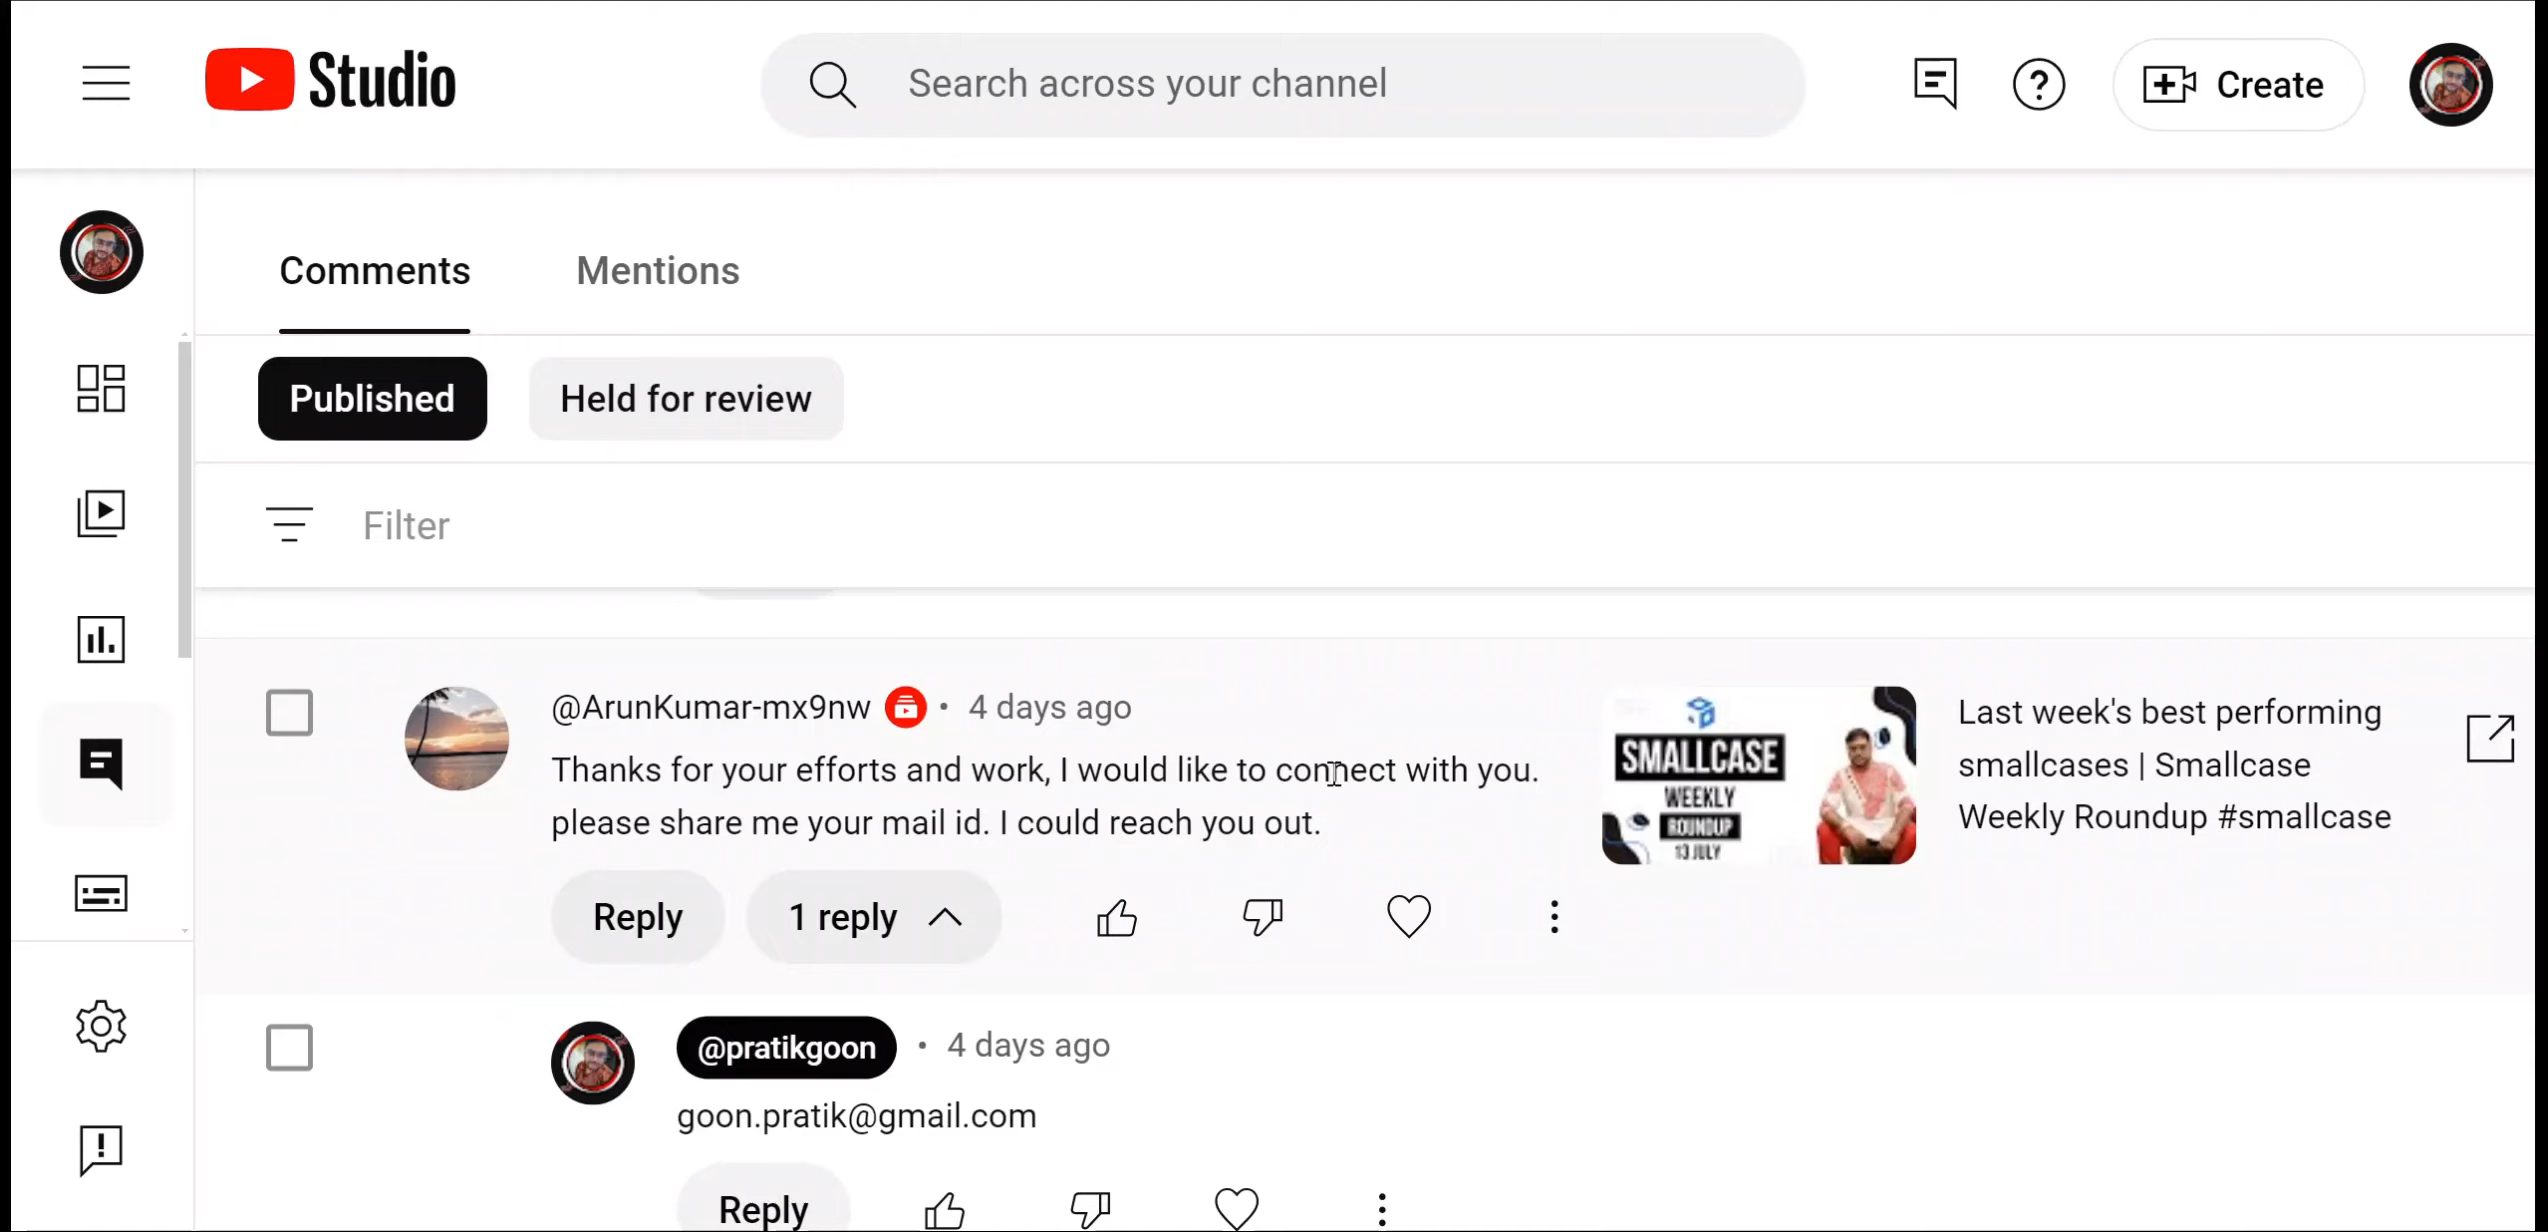 Studio
Search across your channel
Create
Comments
Mentions
Published
Held for review
Filter
@ArunKumar-mx9nw • 4 days ago
Thanks for your efforts and work, I would like to connect with you.
please share me your mail id. I could reach you out.
SMALLCASE
WEEKLY
ROUNDUP
13 JULY
Last week's best performing
smallcases | Smallcase
Weekly Roundup #smallcase
Reply
1 reply
@pratikgoon • 4 days ago
goon.pratik@gmail.com
Reply